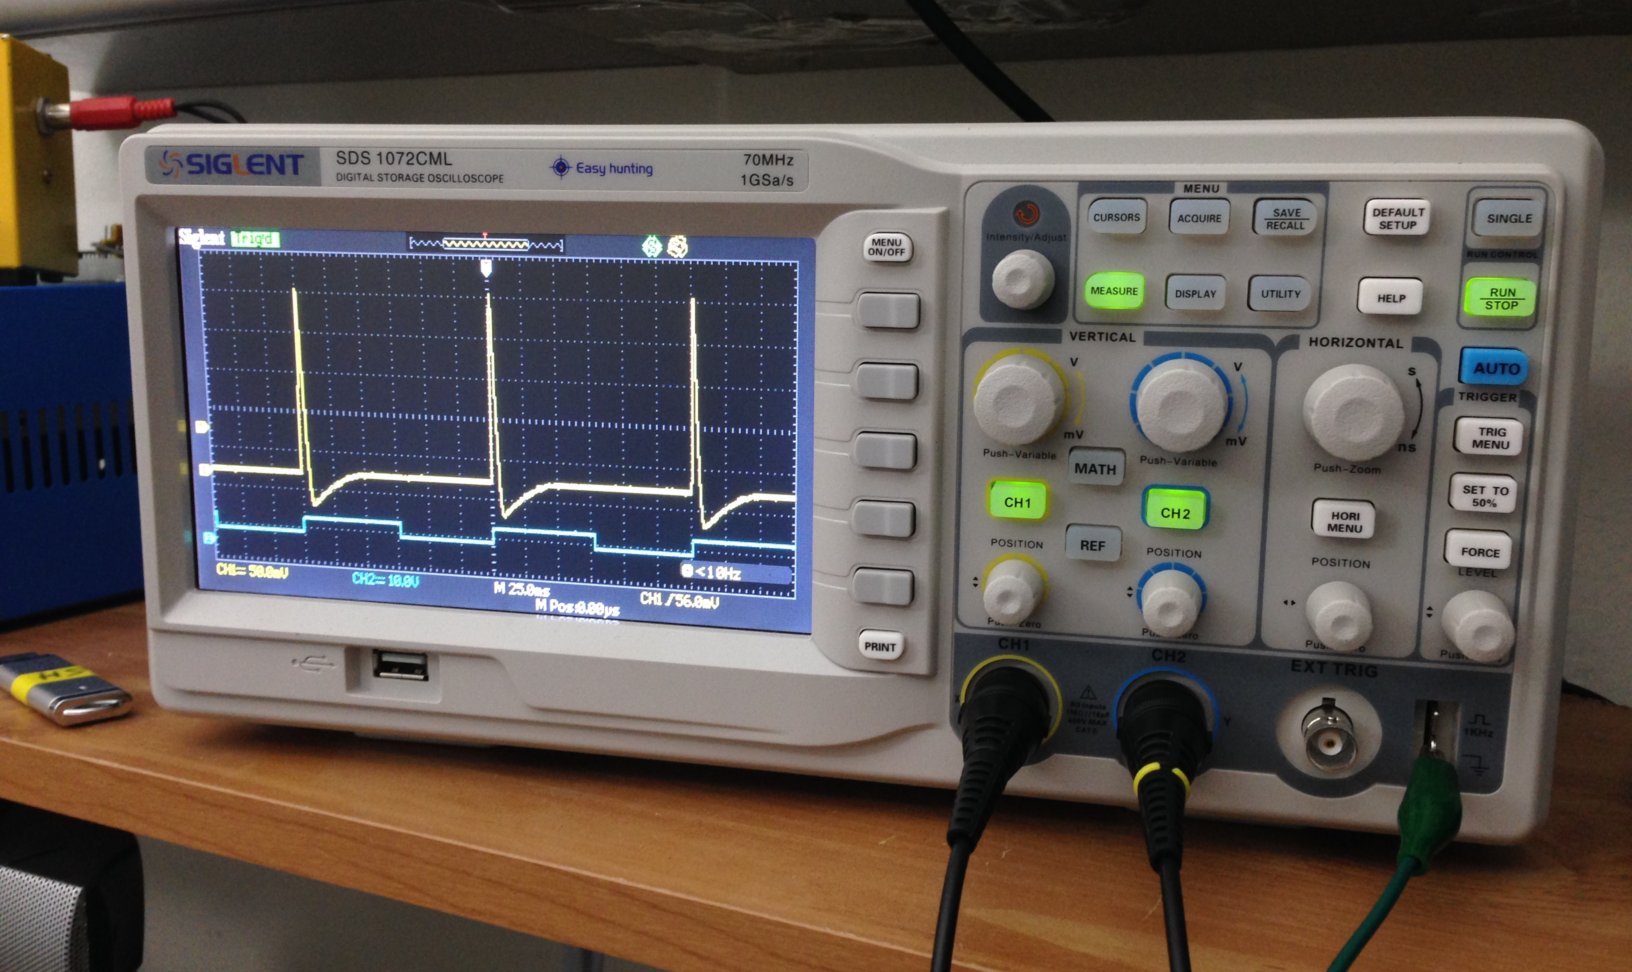 SIGLENT
SDS 1072CML
DIGITAL STORAGE OSCILLOSCOPE
Easy hunting
70MHz
1GSa/s
Siglent Trig'd
CH1 50.0mV
CH2 10.0V
M 25.0ms
M Pos:0.00µs
<10Hz
CH1 56.0mV
MENU
ON/OFF
PRINT
Intensity/Adjust
MENU
CURSORS
ACQUIRE
SAVE
RECALL
MEASURE
DISPLAY
UTILITY
DEFAULT
SETUP
HELP
SINGLE
RUN CONTROL
RUN
STOP
AUTO
VERTICAL
V
mV
Push-Variable
V
mV
Push-Variable
MATH
CH1
CH2
REF
POSITION
POSITION
HORIZONTAL
S
ns
Push-Zoom
HORI
MENU
POSITION
TRIGGER
TRIG
MENU
SET TO
50%
FORCE
LEVEL
CH1
CH2
EXT TRIG
Y
1KHz